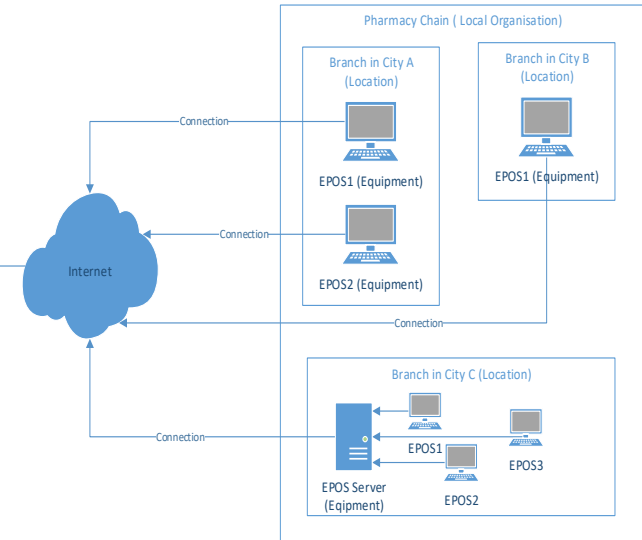 Pharmacy Chain ( Local Organisation)
Branch in City A
(Location)
Branch in City B
(Location)
Connection
EPOS1 (Equipment)
EPOS1 (Equipment)
Connection
Internet
EPOS2 (Equipment)
Connection
Branch in City C (Location)
Connection
EPOS1
EPOS3
EPOS Server
(Eqipment)
EPOS2